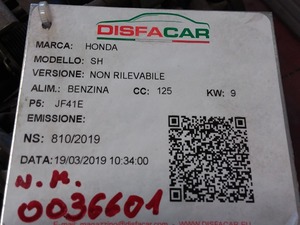 DISFACAR
MARCA: HONDA
MODELLO: SH
VERSIONE: NON RILEVABILE
ALIM.: BENZINA CC: 125 KW: 9
P5: JF41E
EMISSIONE:
NS: 810/2019
DATA: 19/03/2019 10:34:00
N.M.
0036601